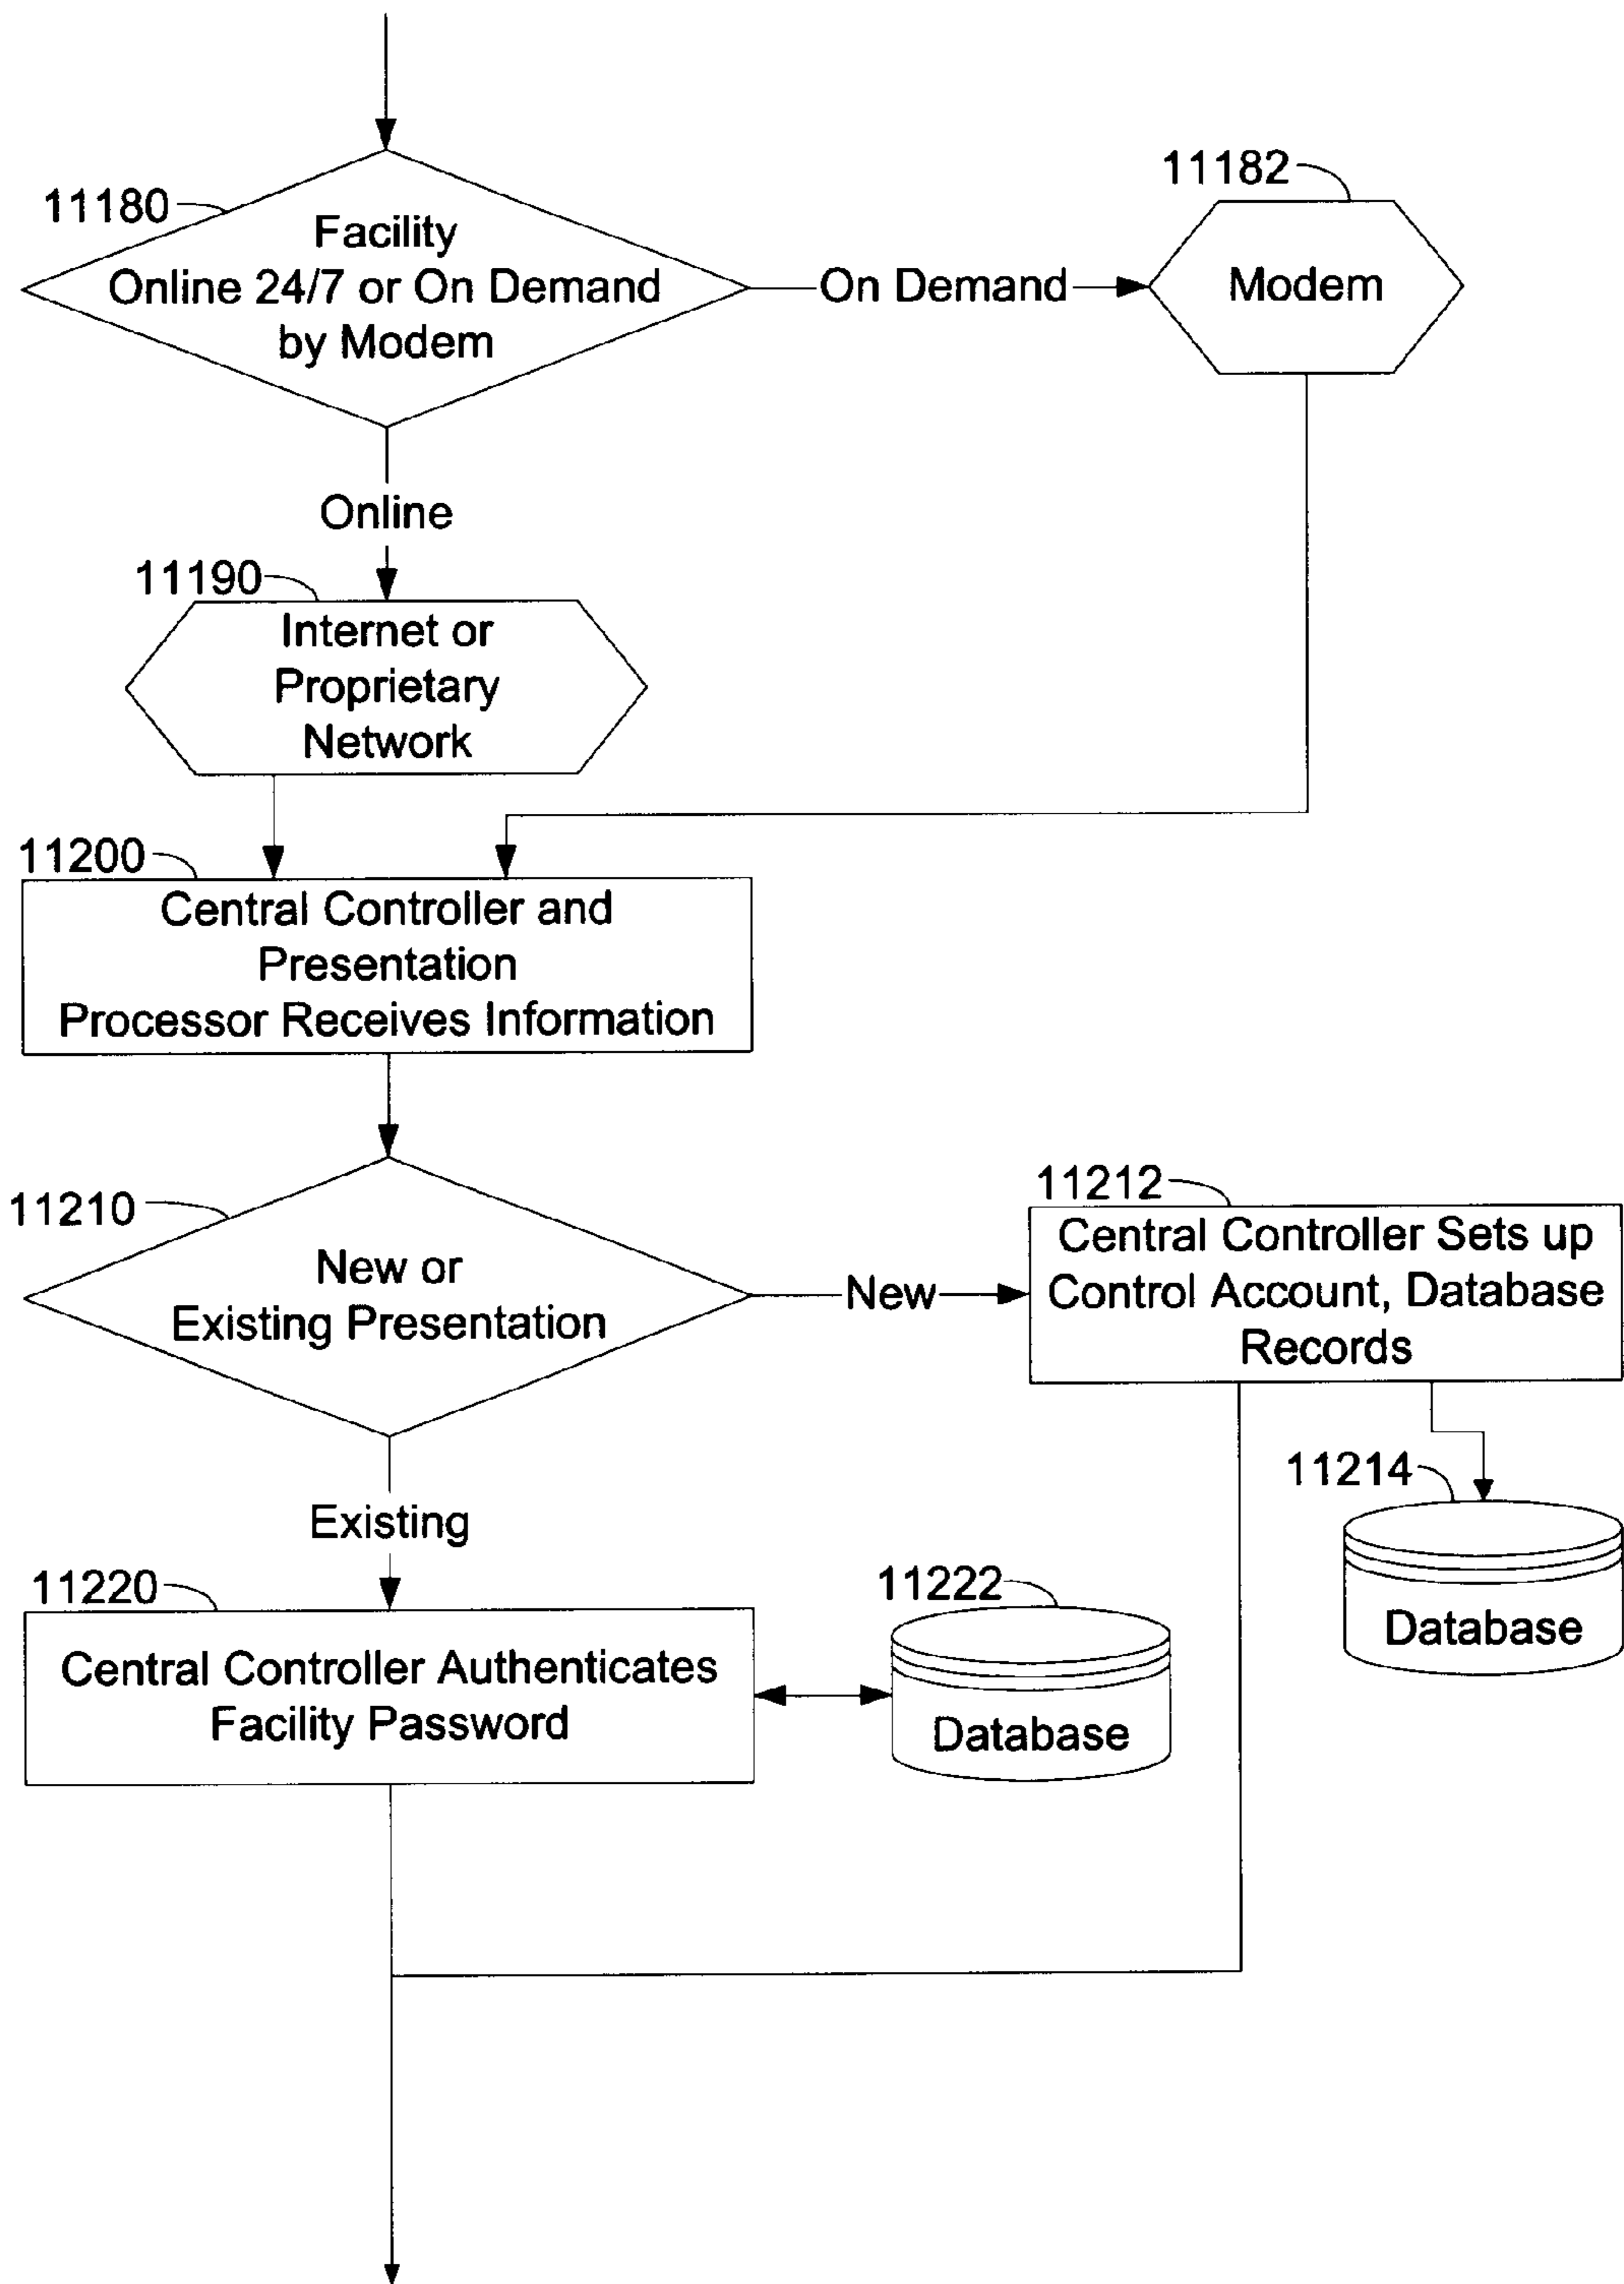 11180
Facility
Online 24/7 or On Demand
by Modem
On Demand
11182
Modem
Online
11190
Internet or
Proprietary
Network
11200
Central Controller and
Presentation
Processor Receives Information
11210
New or
Existing Presentation
New
11212
Central Controller Sets up
Control Account, Database
Records
11214
Database
Existing
11220
Central Controller Authenticates
Facility Password
11222
Database